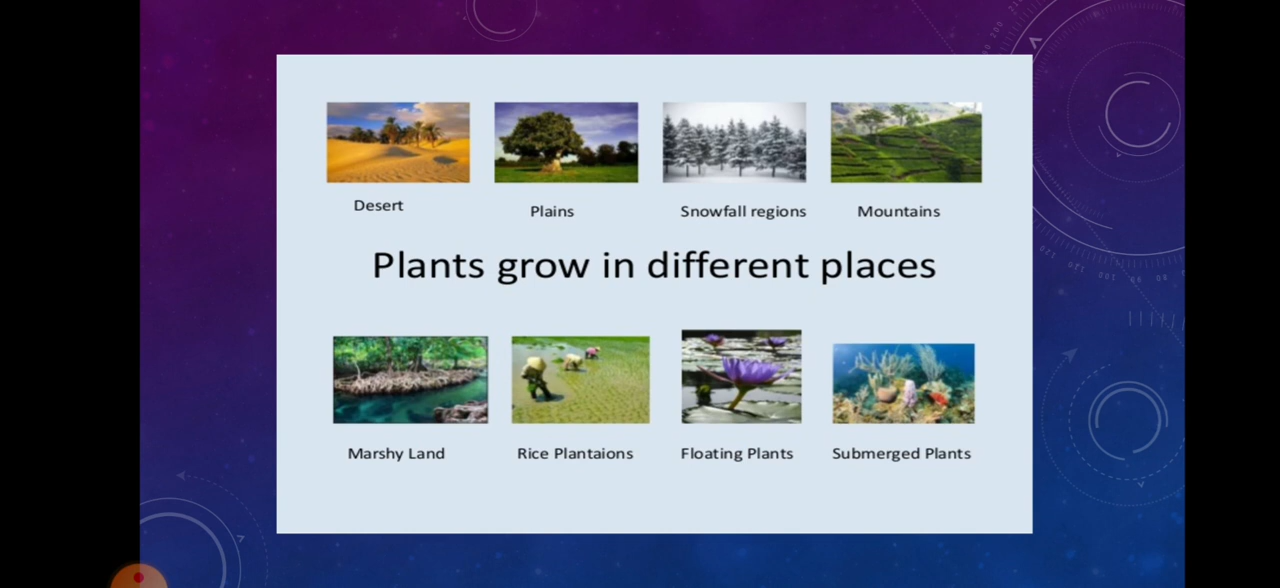 Desert
Plains
Snowfall regions
Mountains
Plants grow in different places
Marshy Land
Rice Plantaions
Floating Plants
Submerged Plants